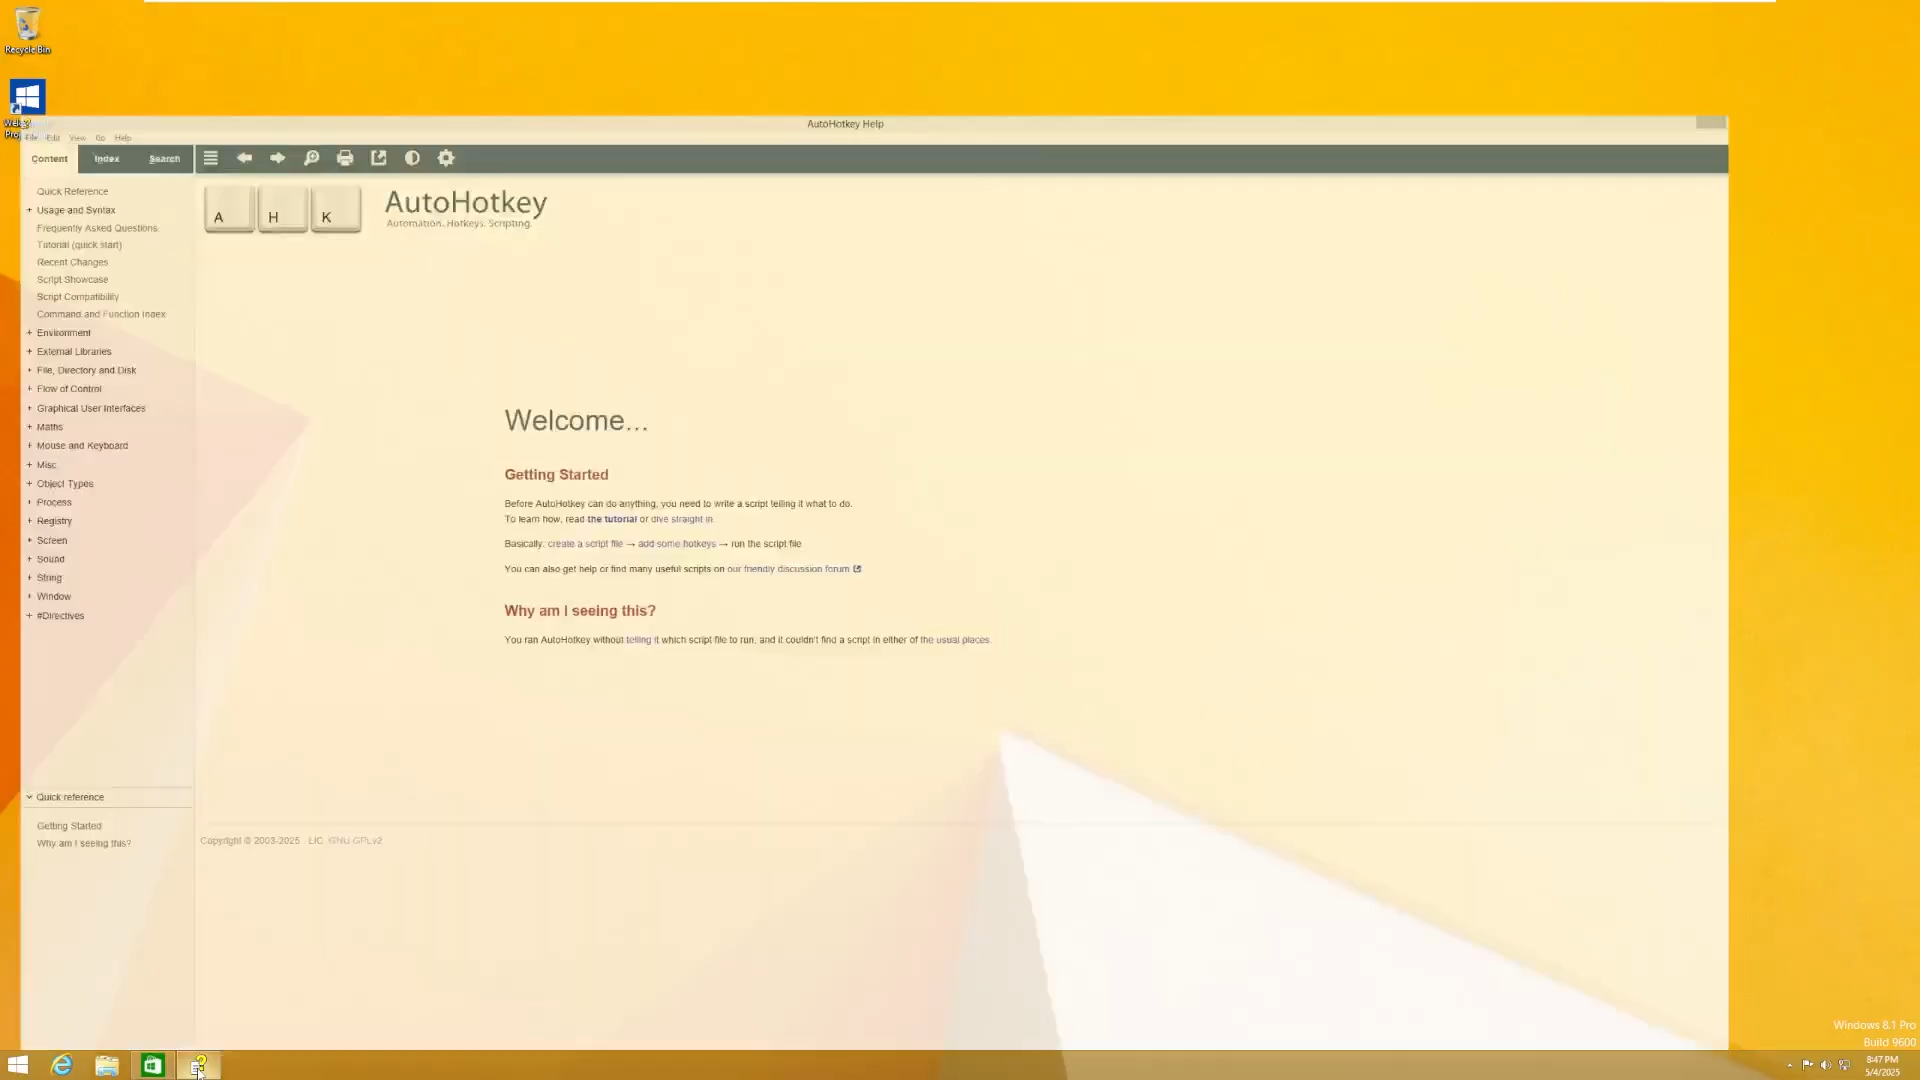 Recycle Bin
AutoHotkey Help
File Edit View Go Help
Content Index Search
Quick Reference
+ Usage and Syntax
Frequently Asked Questions
Tutorial (quick start)
Recent Changes
Script Showcase
Script Compatibility
Command and Function Index
+ Environment
+ External Libraries
+ File, Directory and Disk
+ Flow of Control
+ Graphical User Interfaces
+ Maths
+ Mouse and Keyboard
+ Misc.
+ Object Types
+ Process
+ Registry
+ Screen
+ Sound
+ String
+ Window
+ #Directives
Quick reference
Getting Started
Why am I seeing this?
A H K
AutoHotkey
Automation. Hotkeys. Scripting.
Welcome...
Getting Started
Before AutoHotkey can do anything, you need to write a script telling it what to do.
To learn how, read the tutorial or dive straight in.
Basically: create a script file → add some hotkeys → run the script file
You can also get help or find many useful scripts on our friendly discussion forum
Why am I seeing this?
You ran AutoHotkey without telling it which script file to run, and it couldn't find a script in either of the usual places.
Copyright © 2003-2025 LIC: GNU GPLv2
Windows 8.1 Pro
Build 9600
8:47 PM
5/4/2025